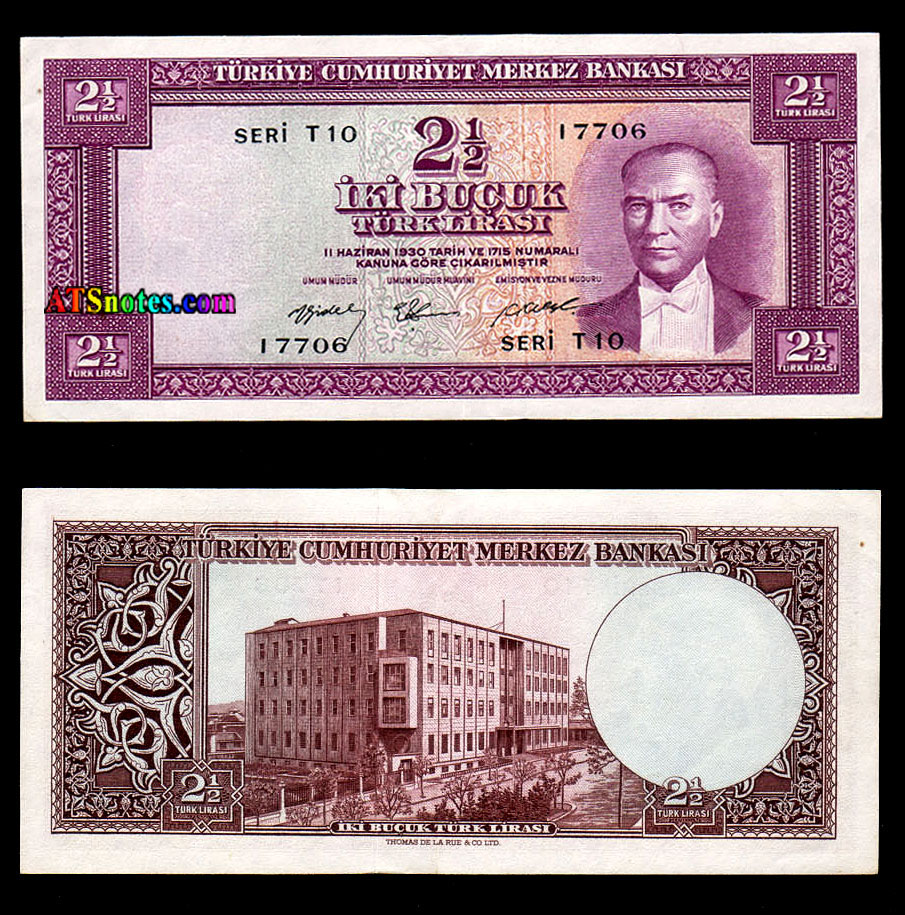 TÜRKİYE CUMHURİYET MERKEZ BANKASI
2½
TÜRK LİRASI
2½
TÜRK LİRASI
SERİ T10
2½
17706
İKİ BUÇUK
TÜRK LİRASI
11 HAZİRAN 1930 TARİH VE 1715 NUMARALI
KANUNA GÖRE ÇIKARILMIŞTIR
UMUM MÜDÜR
UMUM MÜDÜR MUAVİNİ
EMİSYON VE VEZNE MÜDÜRÜ
ATSnotes.com
17706
SERİ T10
2½
TÜRK LİRASI
2½
TÜRK LİRASI
TÜRKİYE CUMHURİYET MERKEZ BANKASI
2½
TÜRK LİRASI
2½
TÜRK LİRASI
İKİ BUÇUK TÜRK LİRASI
THOMAS DE LA RUE & CO LTD.